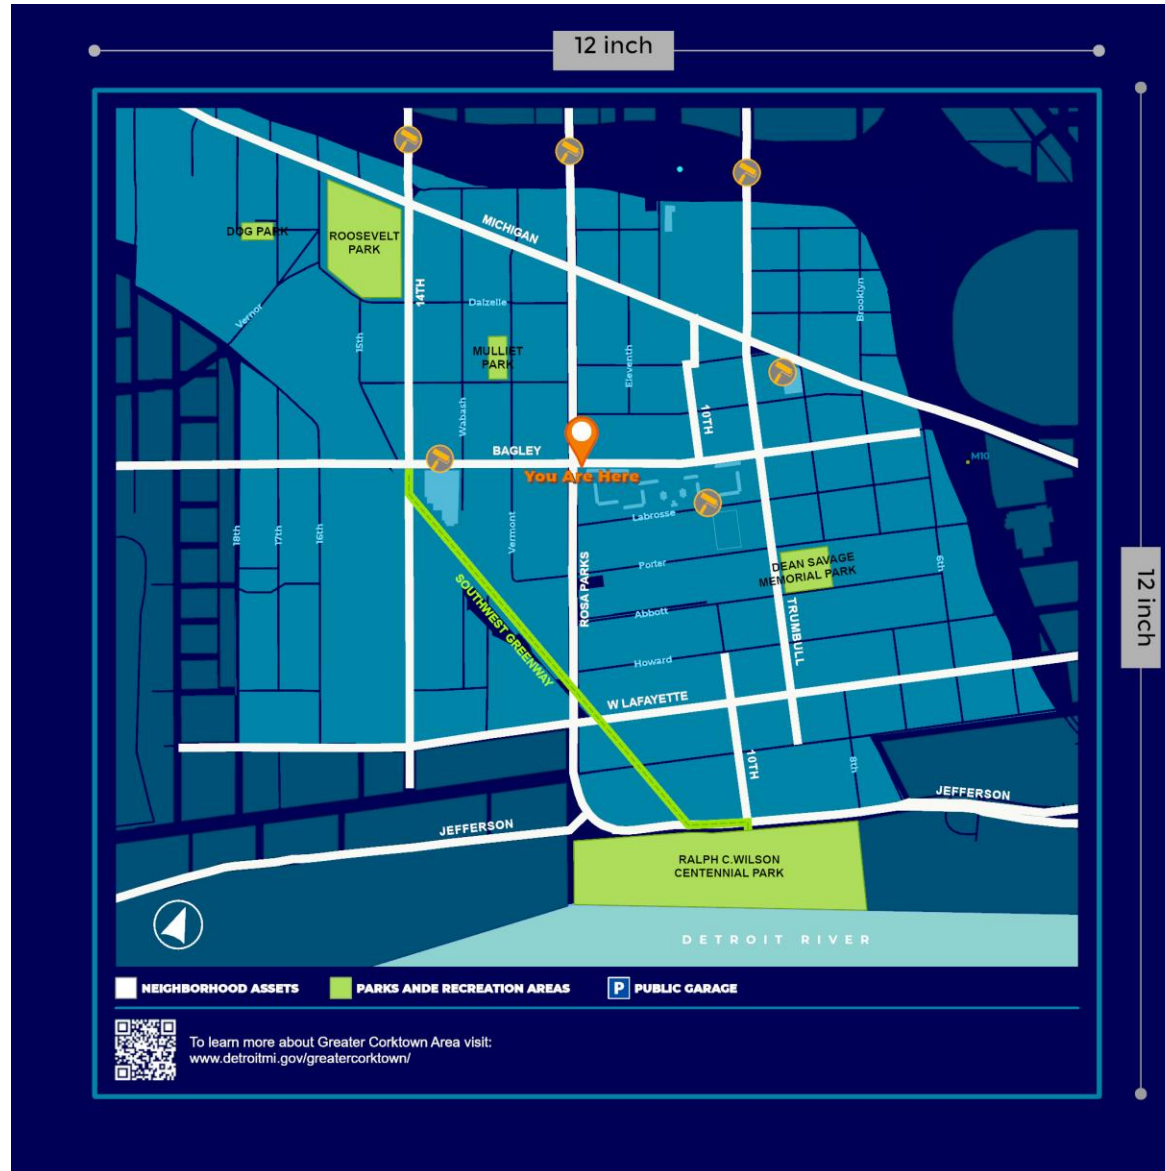 12 inch
12 inch
MICHIGAN
DOG PARK
ROOSEVELT
PARK
14TH
Dalzelle
Vernor
15th
Brooklyn
MULLIET
PARK
Eleventh
Wabash
10TH
BAGLEY
You Are Here
M10
18th
17th
16th
Vermont
Labrosse
Porter
DEAN SAVAGE
MEMORIAL PARK
6th
SOUTHWEST GREENWAY
ROSA PARKS
Abbott
TRUMBULL
Howard
W LAFAYETTE
10TH
8th
JEFFERSON
JEFFERSON
RALPH C.WILSON
CENTENNIAL PARK
DETROIT RIVER
NEIGHBORHOOD ASSETS
PARKS ANDE RECREATION AREAS
P PUBLIC GARAGE
To learn more about Greater Corktown Area visit:
www.detroitmi.gov/greatercorktown/